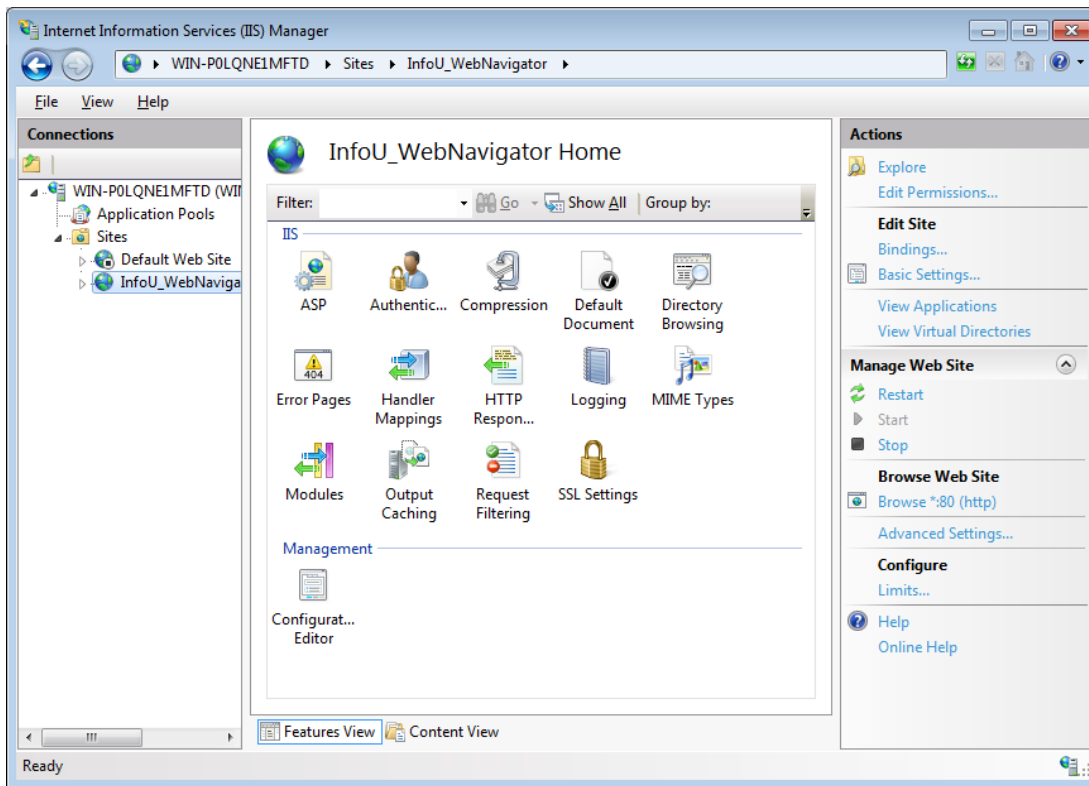 Internet Information Services (IIS) Manager
WIN-P0LQNE1MFTD Sites InfoU_WebNavigator
File View Help
Connections
WIN-P0LQNE1MFTD (WI
Application Pools
Sites
Default Web Site
InfoU_WebNaviga
InfoU_WebNavigator Home
Filter: Go Show All Group by:
IIS
ASP Authentic... Compression Default Document Directory Browsing
404
Error Pages Handler Mappings HTTP Respon... Logging MIME Types
Modules Output Caching Request Filtering SSL Settings
Management
Configurat... Editor
Features View Content View
Ready
Actions
Explore
Edit Permissions...
Edit Site
Bindings...
Basic Settings...
View Applications
View Virtual Directories
Manage Web Site
Restart
Start
Stop
Browse Web Site
Browse *:80 (http)
Advanced Settings...
Configure
Limits...
Help
Online Help